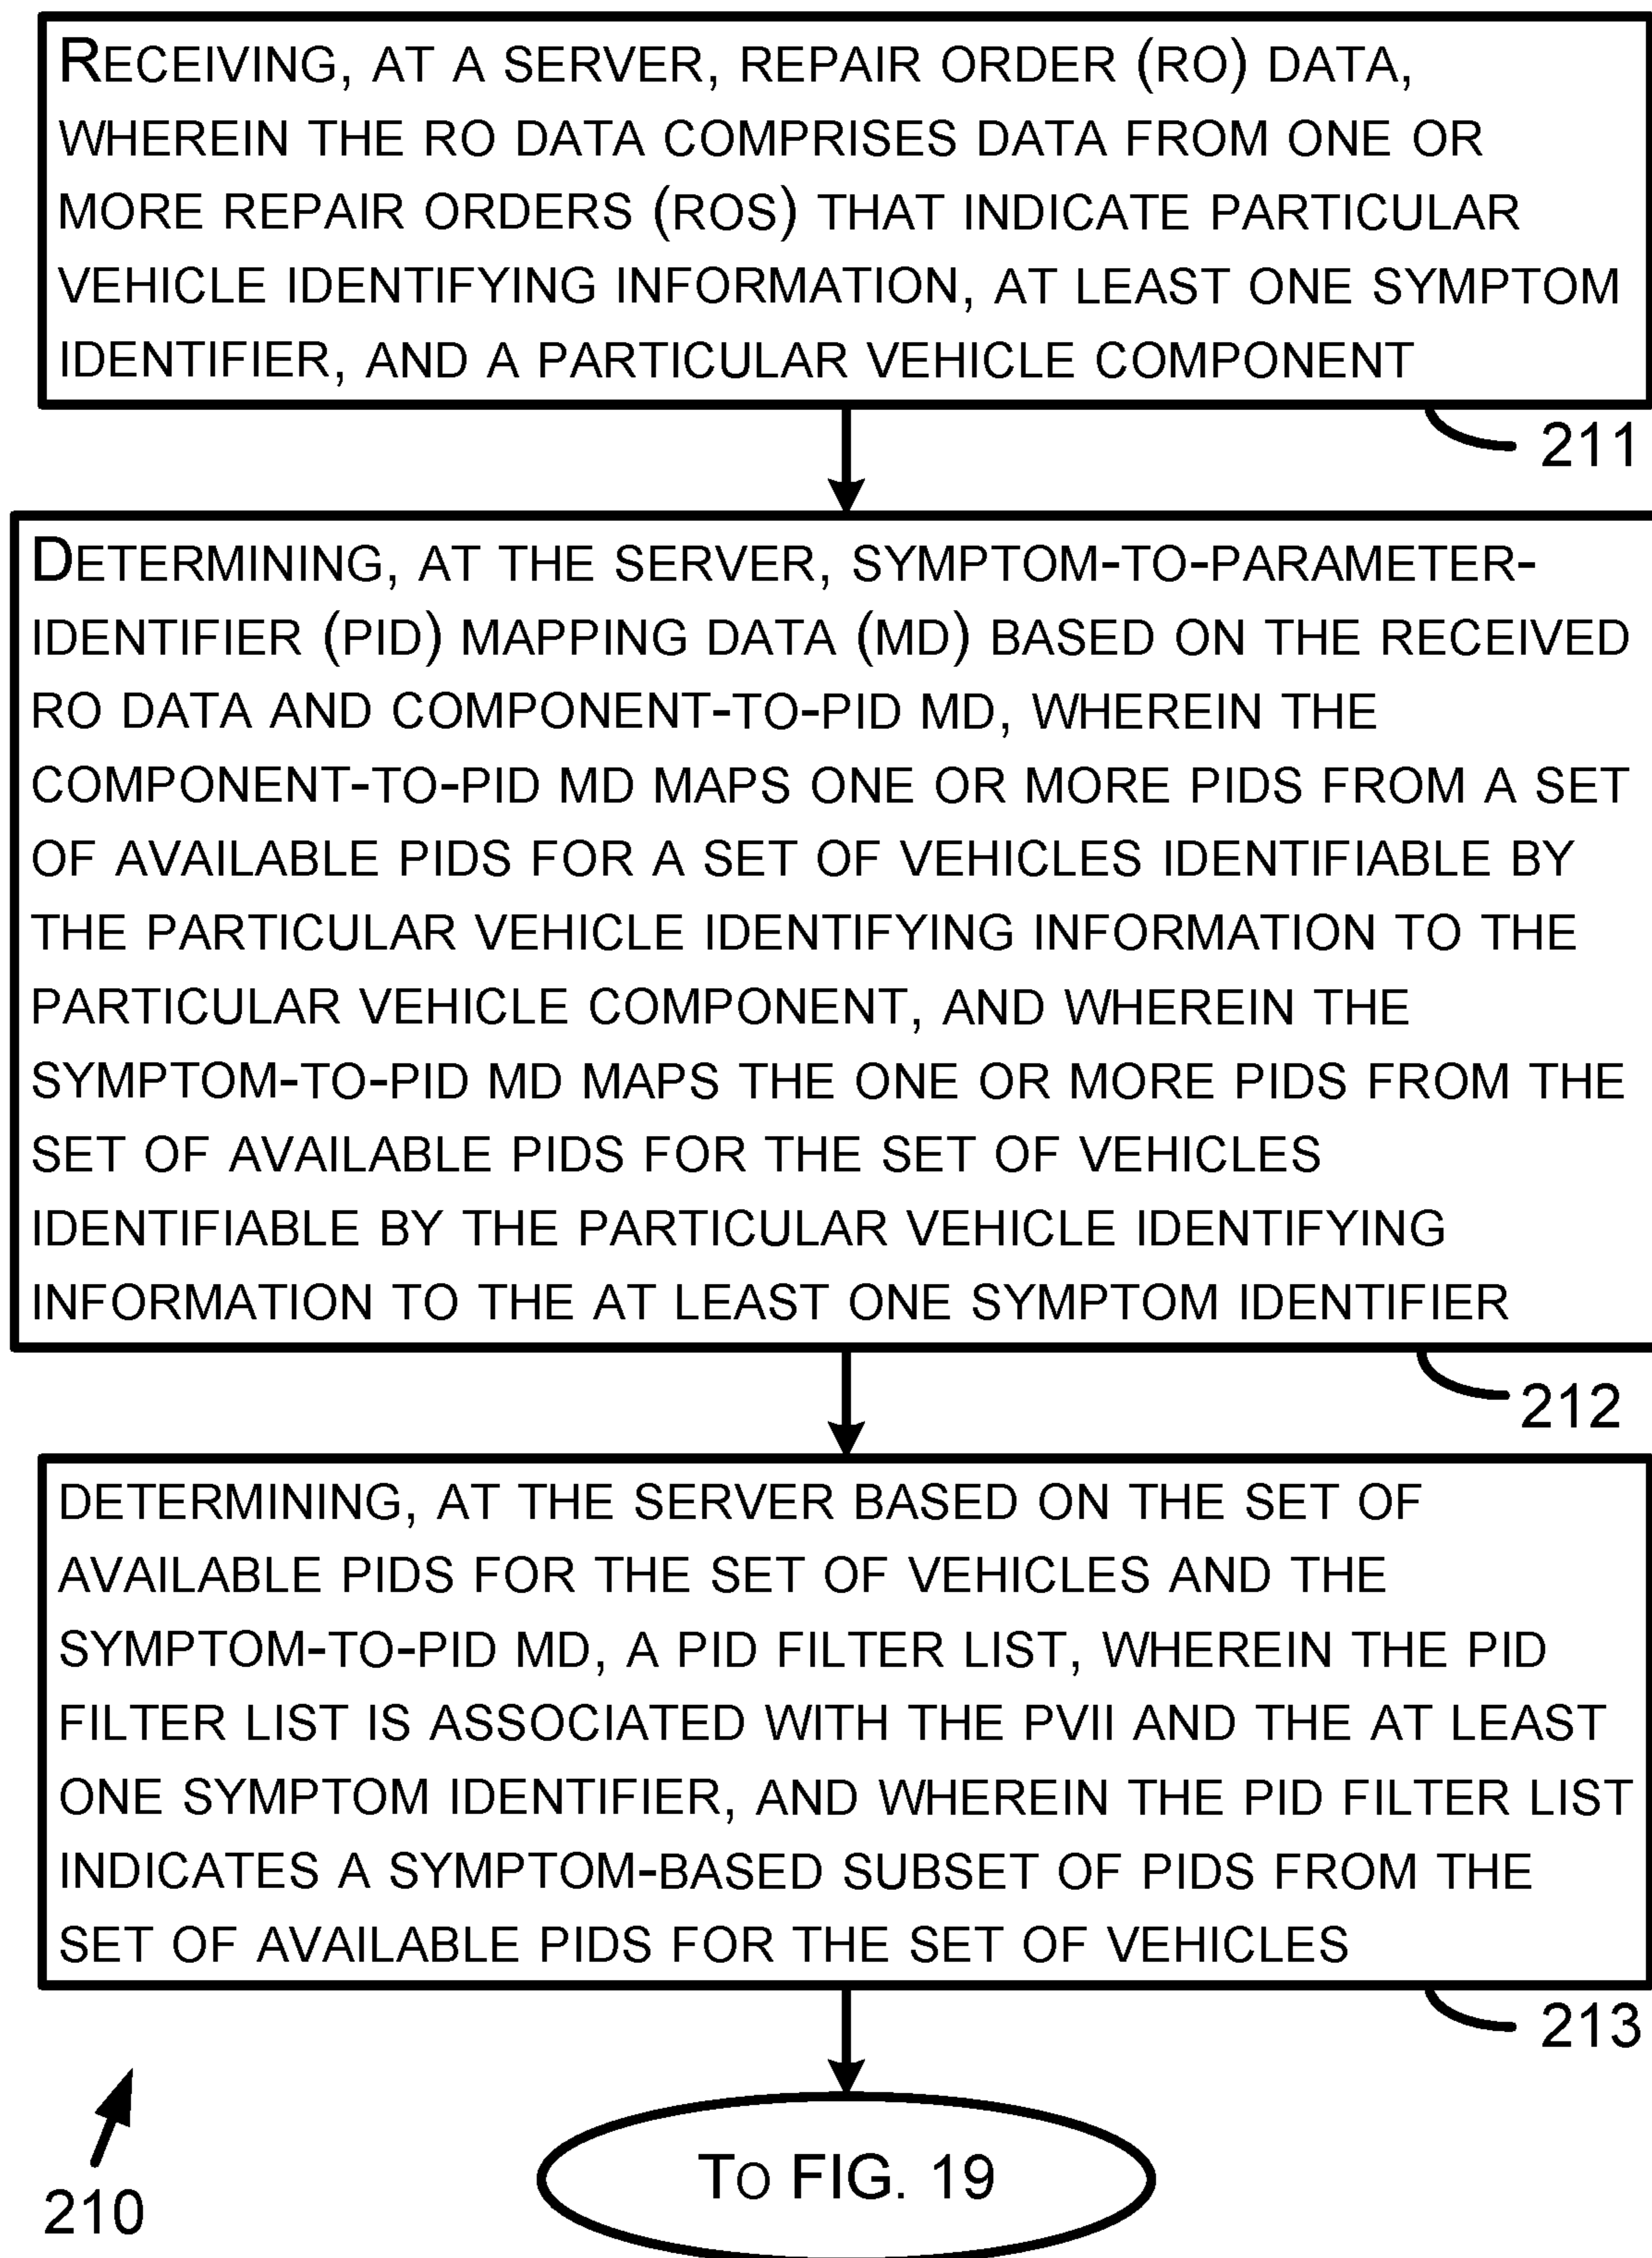 RECEIVING, AT A SERVER, REPAIR ORDER (RO) DATA,
WHEREIN THE RO DATA COMPRISES DATA FROM ONE OR
MORE REPAIR ORDERS (ROS) THAT INDICATE PARTICULAR
VEHICLE IDENTIFYING INFORMATION, AT LEAST ONE SYMPTOM
IDENTIFIER, AND A PARTICULAR VEHICLE COMPONENT
211
DETERMINING, AT THE SERVER, SYMPTOM-TO-PARAMETER-
IDENTIFIER (PID) MAPPING DATA (MD) BASED ON THE RECEIVED
RO DATA AND COMPONENT-TO-PID MD, WHEREIN THE
COMPONENT-TO-PID MD MAPS ONE OR MORE PIDS FROM A SET
OF AVAILABLE PIDS FOR A SET OF VEHICLES IDENTIFIABLE BY
THE PARTICULAR VEHICLE IDENTIFYING INFORMATION TO THE
PARTICULAR VEHICLE COMPONENT, AND WHEREIN THE
SYMPTOM-TO-PID MD MAPS THE ONE OR MORE PIDS FROM THE
SET OF AVAILABLE PIDS FOR THE SET OF VEHICLES
IDENTIFIABLE BY THE PARTICULAR VEHICLE IDENTIFYING
INFORMATION TO THE AT LEAST ONE SYMPTOM IDENTIFIER
212
DETERMINING, AT THE SERVER BASED ON THE SET OF
AVAILABLE PIDS FOR THE SET OF VEHICLES AND THE
SYMPTOM-TO-PID MD, A PID FILTER LIST, WHEREIN THE PID
FILTER LIST IS ASSOCIATED WITH THE PVII AND THE AT LEAST
ONE SYMPTOM IDENTIFIER, AND WHEREIN THE PID FILTER LIST
INDICATES A SYMPTOM-BASED SUBSET OF PIDS FROM THE
SET OF AVAILABLE PIDS FOR THE SET OF VEHICLES
213
TO FIG. 19
210